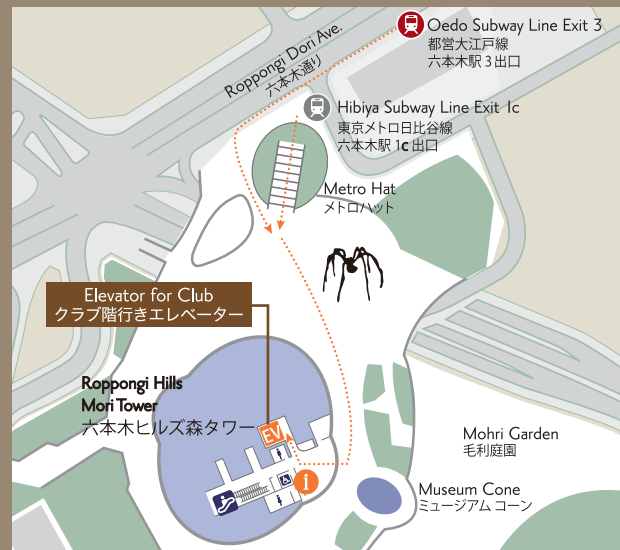 Oedo Subway Line Exit 3
都営大江戸線
六本木駅 3 出口
Roppongi Dori Ave.
六本木通り
Hibiya Subway Line Exit 1c
東京メトロ日比谷線
六本木駅 1c 出口
Metro Hat
メトロハット
Elevator for Club
クラブ階行きエレベーター
Roppongi Hills
Mori Tower
六本木ヒルズ森タワー
EV
i
Mohri Garden
毛利庭園
Museum Cone
ミュージアム コーン